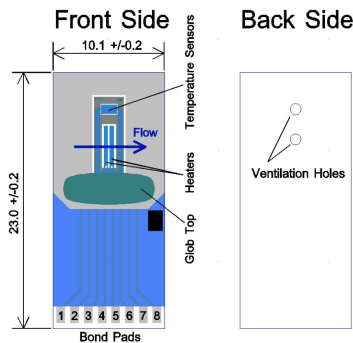 Front Side
Back Side
10.1 +/-0.2
Temperature Sensors
Flow
Heaters
Glob Top
23.0 +/-0.2
Ventilation Holes
1 2 3 4 5 6 7 8
Bond Pads